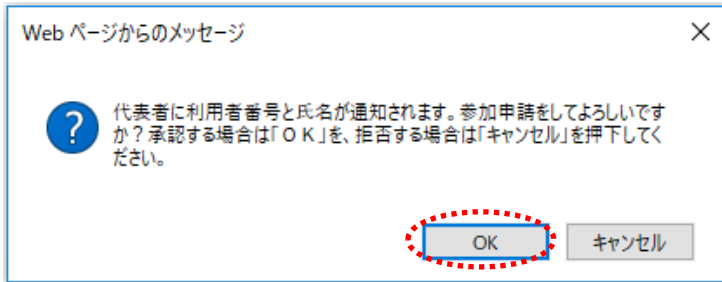 Web ページからのメッセージ
代表者に利用者番号と氏名が通知されます。参加申請をしてよろしいです
か？承認する場合は「ＯＫ」を、拒否する場合は「キャンセル」を押下してく
ださい。
OK
キャンセル